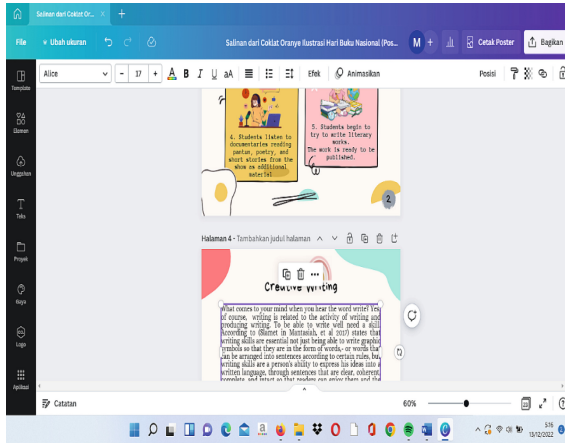 Salinan dari Coklat Or...
File
Ubah ukuran
Salinan dari Coklat Oranye Ilustrasi Hari Buku Nasional (Pos...
M
Cetak Poster
Bagikan
Template
Elemen
Unggahan
Teks
Proyek
Gaya
Logo
Aplikasi
Alice
- 17 +
A B I U aA
Efek
Animasikan
Posisi
4. Students listen to
documentaries reading
pantun, poetry, and
short stories from the
whom as additional
material
5. Students begin to
try to write literary
works.
The work is ready to be
published.
2
Halaman 4 - Tambahkan judul halaman
Creative Writing
What comes to your mind when you hear the word write? Yes
of course, writing is related to the activity of writing and
producing writing. To be able to write well need a skill
According to (Slamet in Mantasiah, et al 2017) states that
writing skills are essential not just being able to write graphic
symbols so that they are in the form of words,- or words that
can be arranged into sentences according to certain rules, but
writing skills are a person's ability to express his ideas into a
written language, through sentences that are clear, coherent,
complete, and intact so that readers can enjoy them and the
Catatan
60%
5:16
18/12/2022